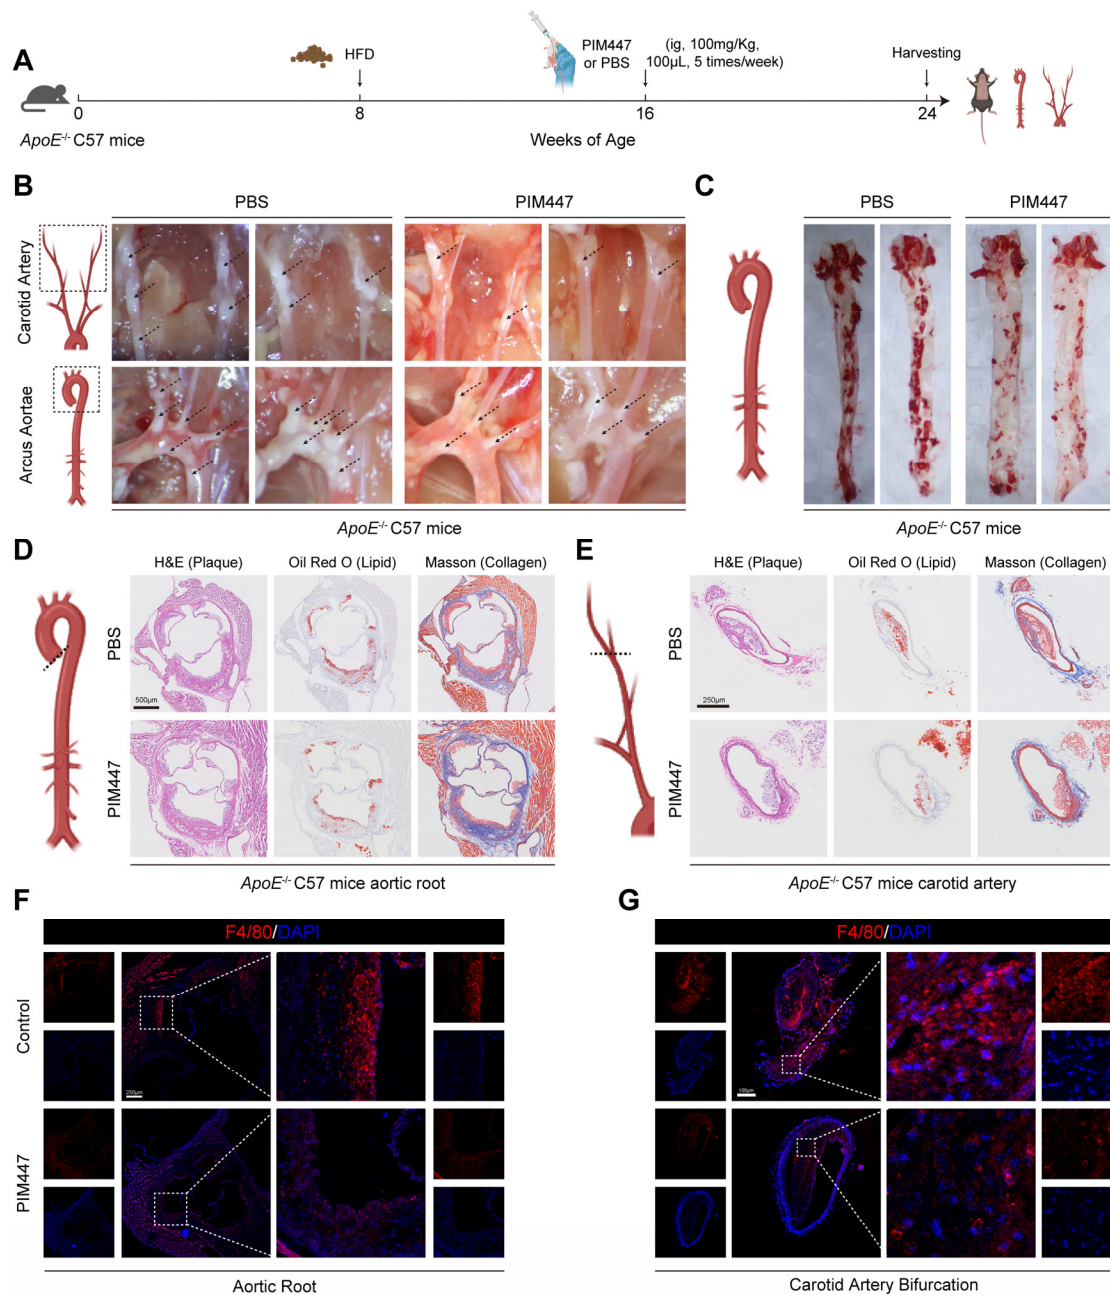 A
HFD
PIM447
or PBS
(ig, 100mg/Kg,
100μL, 5 times/week)
Harvesting
0
8
16
24
ApoE-/- C57 mice
Weeks of Age
B
PBS
PIM447
Carotid Artery
Arcus Aortae
ApoE-/- C57 mice
C
PBS
PIM447
ApoE-/- C57 mice
D
H&E (Plaque)
Oil Red O (Lipid)
Masson (Collagen)
PBS
500μm
PIM447
ApoE-/- C57 mice aortic root
E
H&E (Plaque)
Oil Red O (Lipid)
Masson (Collagen)
PBS
250μm
PIM447
ApoE-/- C57 mice carotid artery
F
F4/80/DAPI
Control
250μm
PIM447
Aortic Root
G
F4/80/DAPI
100μm
Carotid Artery Bifurcation